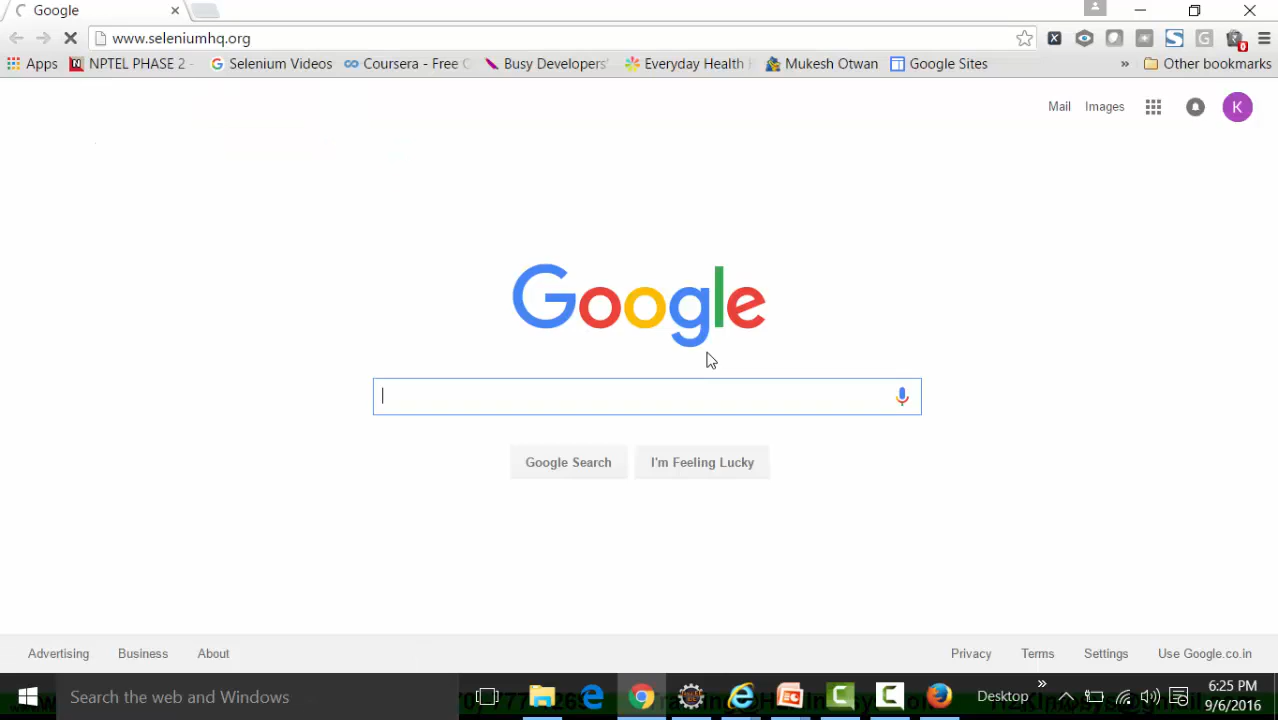 Google
www.seleniumhq.org
Apps NPTEL PHASE 2 - Selenium Videos Coursera - Free C Busy Developers' Everyday Health Mukesh Otwan Google Sites » Other bookmarks
Mail Images K
Google
Google Search I'm Feeling Lucky
Advertising Business About Privacy Terms Settings Use Google.co.in
Search the web and Windows Desktop » 6:25 PM
9/6/2016